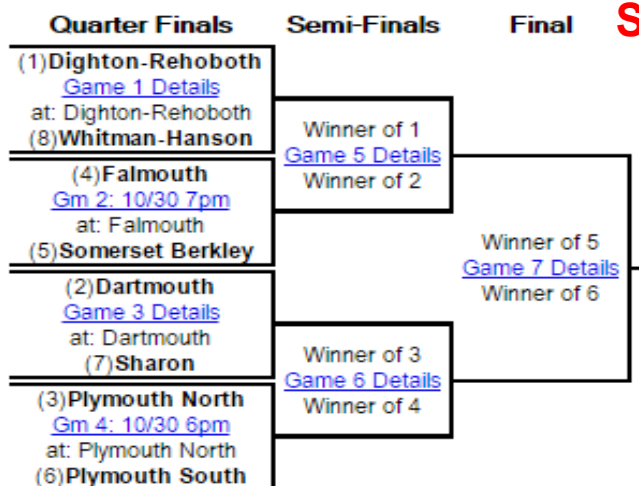 Quarter Finals Semi-Finals Final S
(1)Dighton-Rehoboth
Game 1 Details
at: Dighton-Rehoboth
(8)Whitman-Hanson
Winner of 1
Game 5 Details
Winner of 2
(4)Falmouth
Gm 2: 10/30 7pm
at: Falmouth
(5)Somerset Berkley
Winner of 5
Game 7 Details
Winner of 6
(2)Dartmouth
Game 3 Details
at: Dartmouth
(7)Sharon
Winner of 3
Game 6 Details
Winner of 4
(3)Plymouth North
Gm 4: 10/30 6pm
at: Plymouth North
(6)Plymouth South